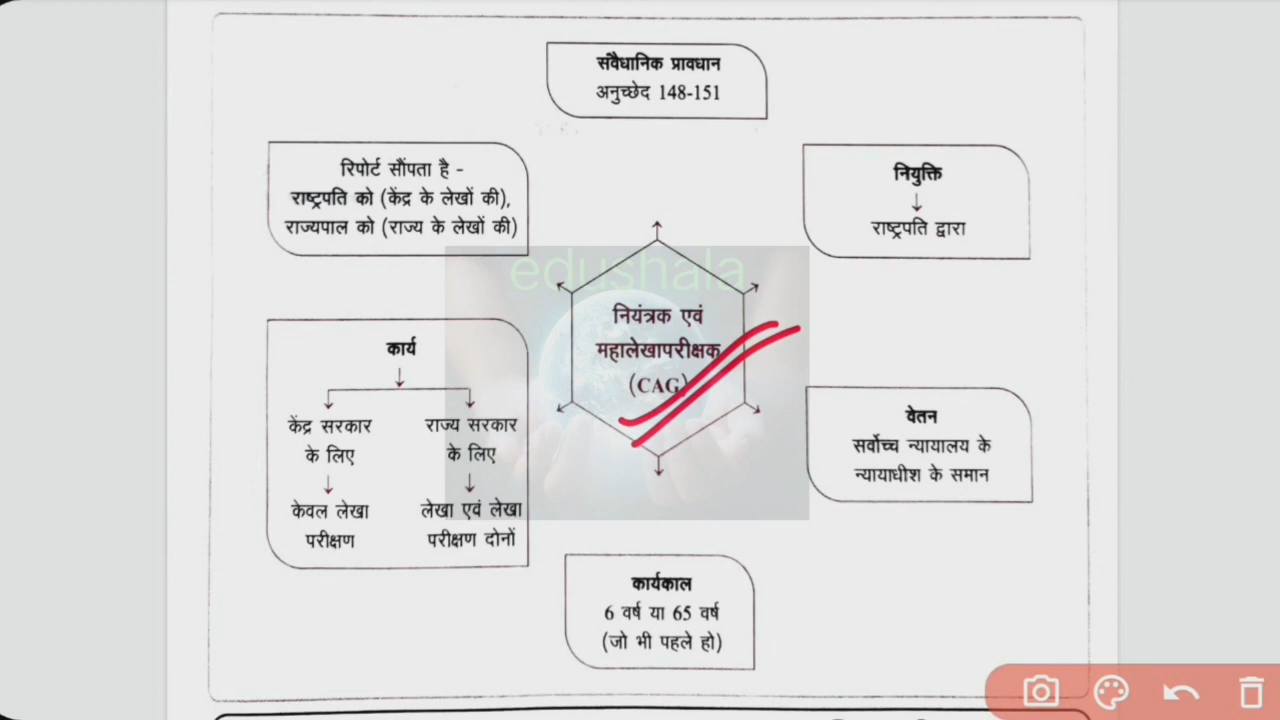 संवैधानिक प्रावधान
अनुच्छेद 148-151
रिपोर्ट सौंपता है -
राष्ट्रपति को (केंद्र के लेखों की),
राज्यपाल को (राज्य के लेखों की)
नियुक्ति
राष्ट्रपति द्वारा
edushala
नियंत्रक एवं
महालेखापरीक्षक
(CAG)
कार्य
केंद्र सरकार
के लिए
केवल लेखा
परीक्षण
राज्य सरकार
के लिए
लेखा एवं लेखा
परीक्षण दोनों
वेतन
सर्वोच्च न्यायालय के
न्यायाधीश के समान
कार्यकाल
6 वर्ष या 65 वर्ष
(जो भी पहले हो)